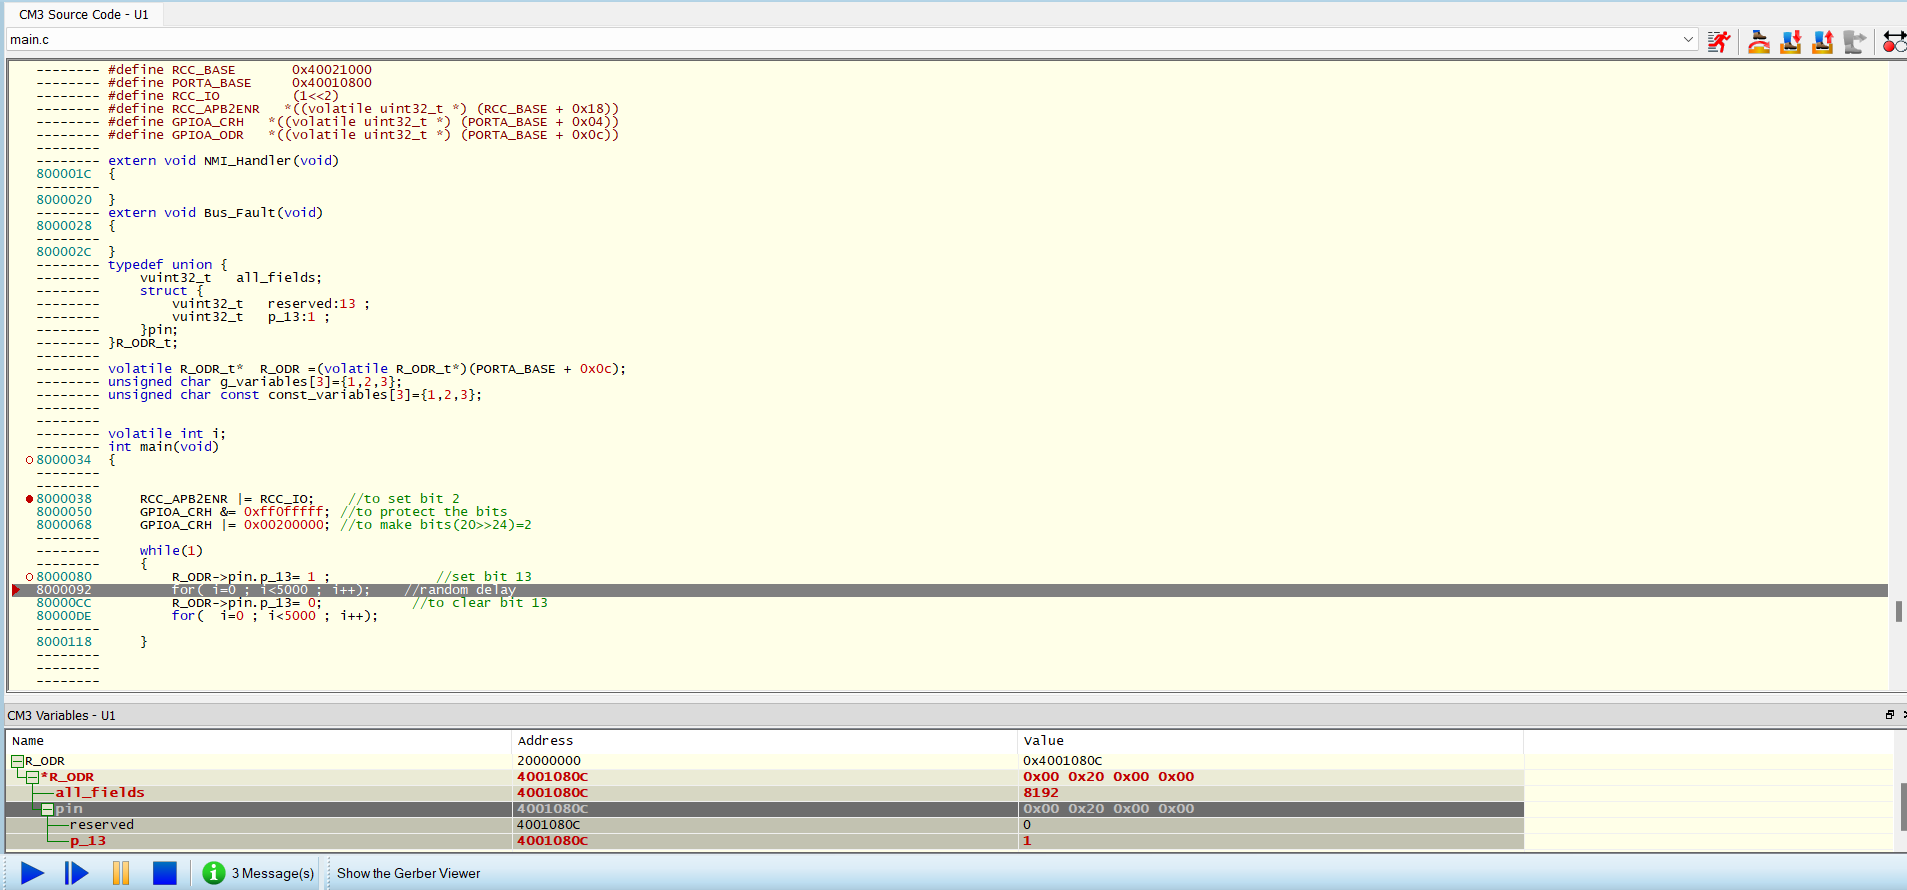 CM3 Source Code - U1
main.c
-------- #define RCC_BASE       0x40021000
-------- #define PORTA_BASE     0x40010800
-------- #define RCC_IO         (1<<2)
-------- #define RCC_APB2ENR   *((volatile uint32_t *) (RCC_BASE + 0x18))
-------- #define GPIOA_CRH   *((volatile uint32_t *) (PORTA_BASE + 0x04))
-------- #define GPIOA_ODR   *((volatile uint32_t *) (PORTA_BASE + 0x0c))
--------
-------- extern void NMI_Handler(void)
800001C  {
--------
8000020  }
-------- extern void Bus_Fault(void)
8000028  {
--------
800002C  }
-------- typedef union {
--------     vuint32_t   all_fields;
--------     struct {
--------         vuint32_t   reserved:13 ;
--------         vuint32_t   p_13:1 ;
--------     }pin;
-------- }R_ODR_t;
--------
-------- volatile R_ODR_t*  R_ODR =(volatile R_ODR_t*)(PORTA_BASE + 0x0c);
-------- unsigned char g_variables[3]={1,2,3};
-------- unsigned char const const_variables[3]={1,2,3};
--------
--------
-------- volatile int i;
-------- int main(void)
8000034  {
--------
--------
8000038      RCC_APB2ENR |= RCC_IO;    //to set bit 2
8000050      GPIOA_CRH &= 0xff0fffff; //to protect the bits
8000068      GPIOA_CRH |= 0x00200000; //to make bits(20>>24)=2
--------
--------     while(1)
--------     {
8000080          R_ODR->pin.p_13= 1 ;             //set bit 13
8000092          for( i=0 ; i<5000 ; i++);    //random delay
80000CC          R_ODR->pin.p_13= 0;           //to clear bit 13
80000DE          for(  i=0 ; i<5000 ; i++);
--------
8000118      }
--------
--------
--------
CM3 Variables - U1
Name Address Value
R_ODR 20000000 0x4001080C
*R_ODR 4001080C 0x00 0x20 0x00 0x00
all_fields 4001080C 8192
pin 4001080C 0x00 0x20 0x00 0x00
reserved 4001080C 0
p_13 4001080C 1
3 Message(s) Show the Gerber Viewer